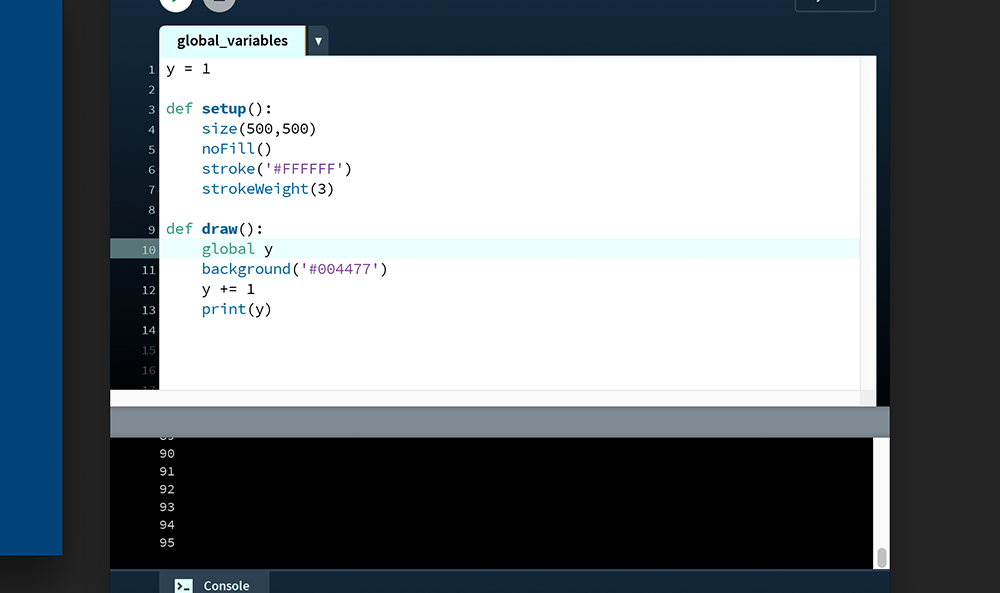 global_variables ▼
1 y = 1
2
3 def setup():
4     size(500,500)
5     noFill()
6     stroke('#FFFFFF')
7     strokeWeight(3)
8
9 def draw():
10     global y
11     background('#004477')
12     y += 1
13     print(y)
14
15
16
17
89
90
91
92
93
94
95
>_ Console